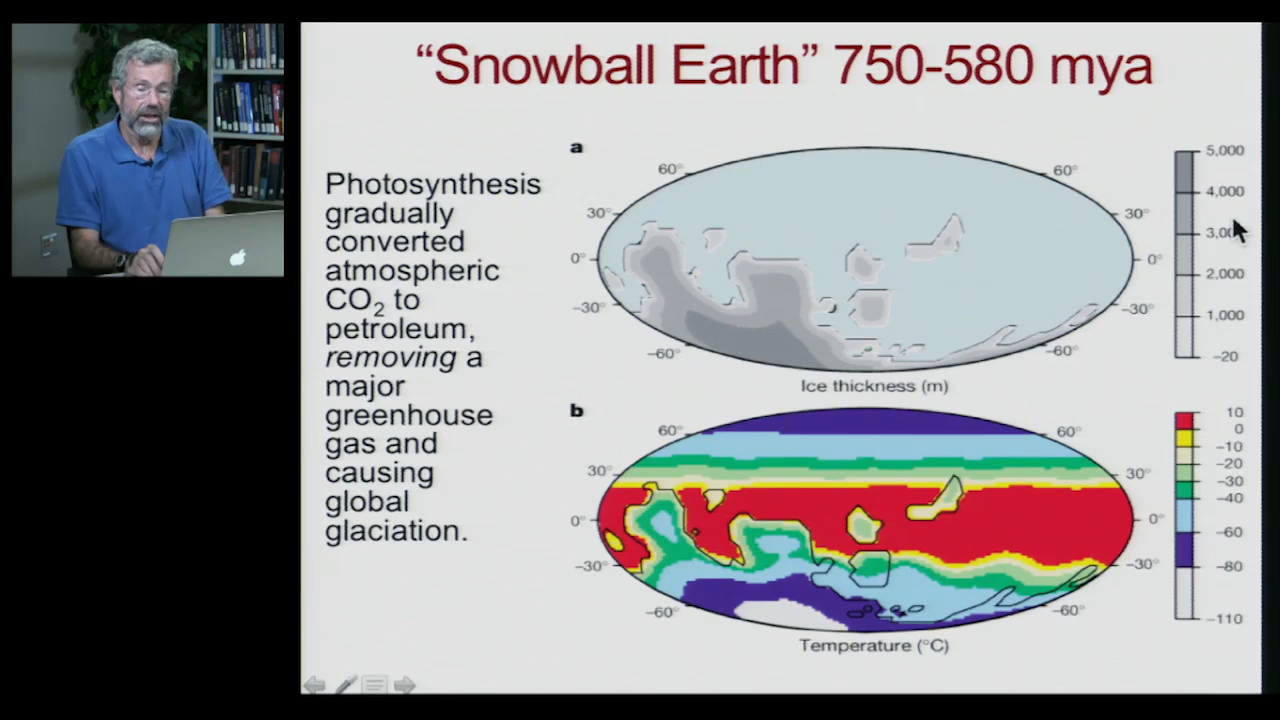 “Snowball Earth” 750-580 mya
Photosynthesis
gradually
converted
atmospheric
CO₂ to
petroleum,
removing a
major
greenhouse
gas and
causing
global
glaciation.
a
60° 60°
30° 30°
0° 0°
−30° −30°
−60° −60°
5,000
4,000
2,000
1,000
−20
Ice thickness (m)
b
60° 60°
30° 30°
0° 0°
−30° −30°
−60° −60°
10
0
−10
−20
−30
−40
−60
−80
−110
Temperature (°C)